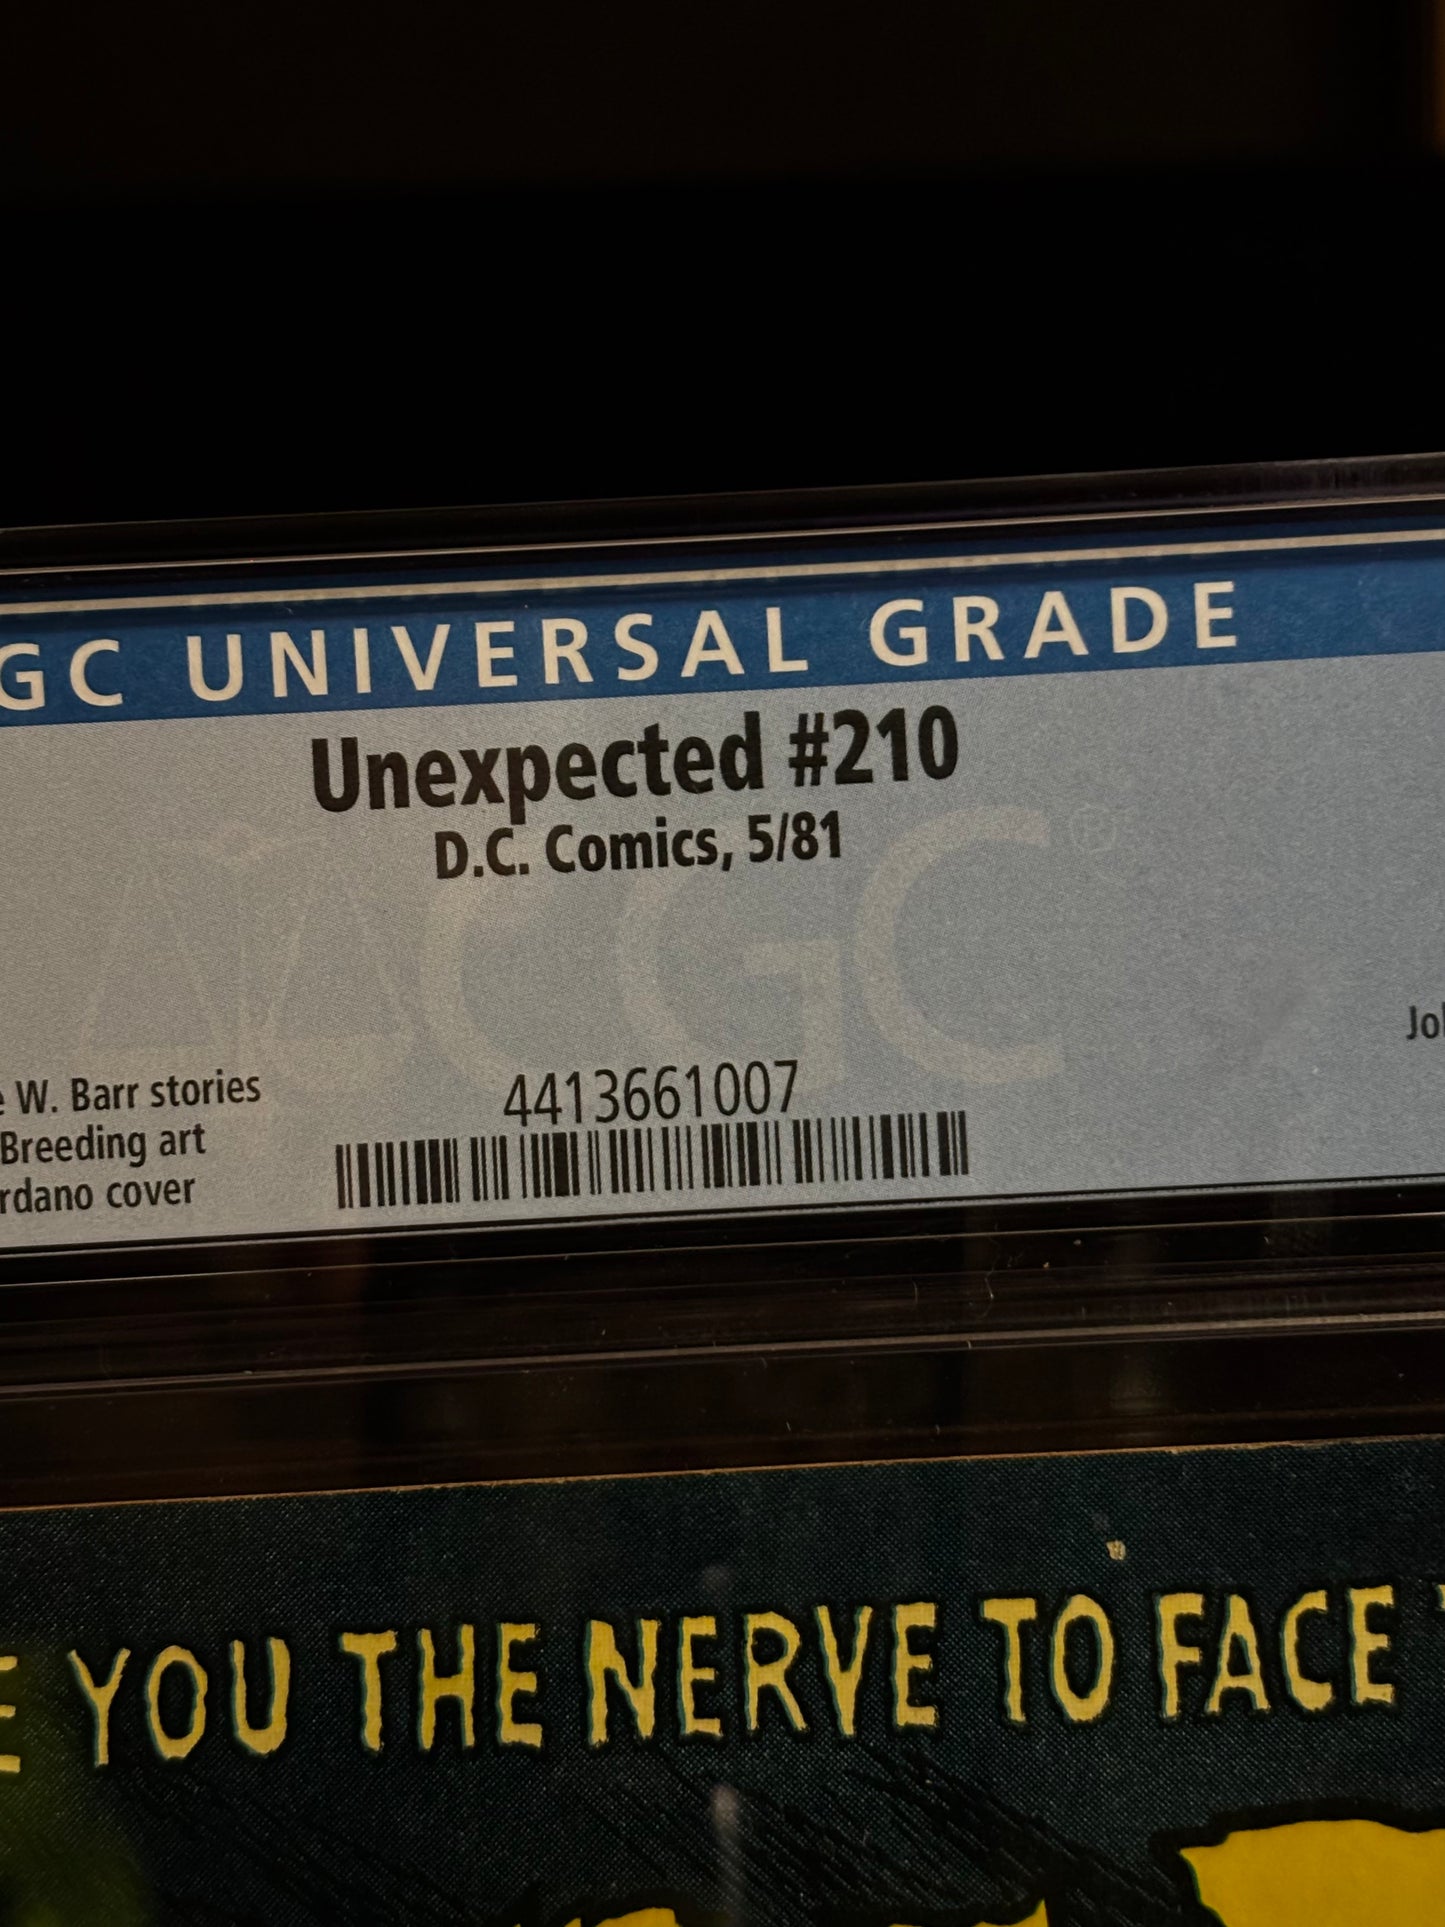 GC UNIVERSAL GRADE
Unexpected #210
D.C. Comics, 5/81
CGC®
W. Barr stories
Breeding art
rdano cover
4413661007
YOU THE NERVE TO FACE